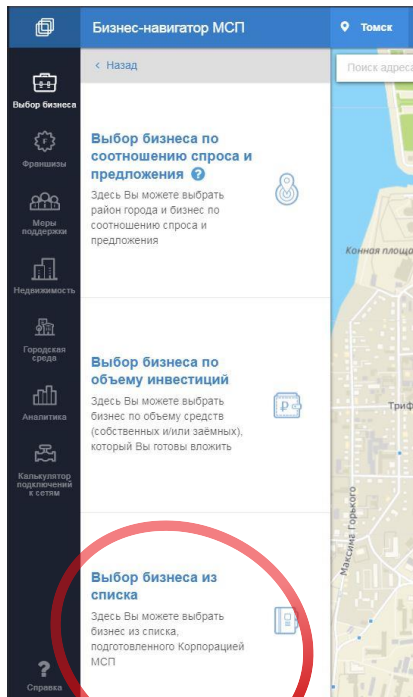 Бизнес-навигатор МСП
Томск
< Назад
Поиск адреса
Выбор бизнеса
Франшизы
Меры
поддержки
Недвижимость
Городская
среда
Аналитика
Калькулятор
подключений
к сетям
Справка
Выбор бизнеса по
соотношению спроса и
предложения ?
Здесь Вы можете выбрать
район города и бизнес по
соотношению спроса и
предложения
Выбор бизнеса по
объему инвестиций
Здесь Вы можете выбрать
бизнес по объему средств
(собственных и/или заёмных),
который Вы готовы вложить
Выбор бизнеса из
списка
Здесь Вы можете выбрать
бизнес из списка,
подготовленного Корпорацией
МСП
Конная площа
Триф
Максима Горького